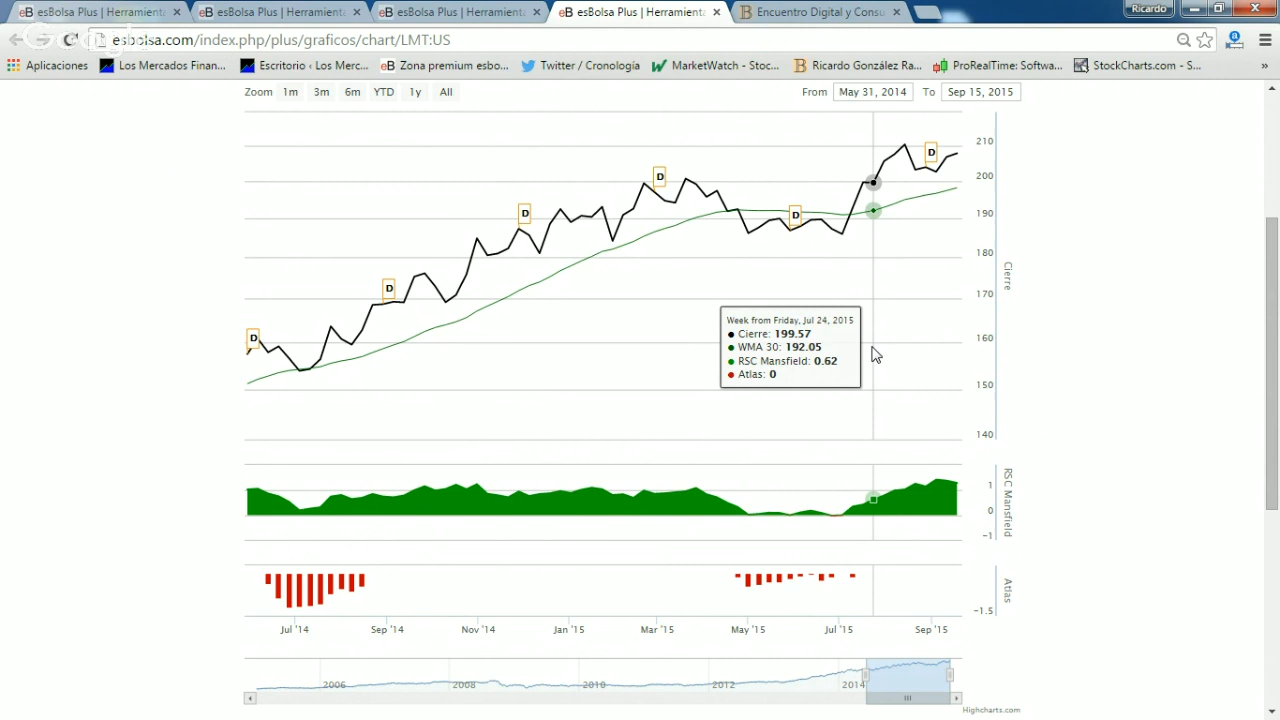 eB esBolsa Plus | Herramienta × eB esBolsa Plus | Herramienta × eB esBolsa Plus | Herramienta × eB esBolsa Plus | Herramienta × B Encuentro Digital y Consu × Ricardo
esbolsa.com/index.php/plus/graficos/chart/LMT:US
Aplicaciones Los Mercados Finan... Escritorio ‹ Los Merc... eB Zona premium esbo... Twitter / Cronología MarketWatch - Stoc... B Ricardo González Ra... ProRealTime: Softwa... StockCharts.com - S... »
Zoom 1m 3m 6m YTD 1y All From May 31, 2014 To Sep 15, 2015
210
200
190
180
170
160
150
140
Cierre
D D D D D D
Week from Friday, Jul 24, 2015
Cierre: 199.57
WMA 30: 192.05
RSC Mansfield: 0.62
Atlas: 0
1
0
-1
RSC Mansfield
-1.5
Atlas
Jul '14 Sep '14 Nov '14 Jan '15 Mar '15 May '15 Jul '15 Sep '15
2006 2008 2010 2012 2014
Highcharts.com